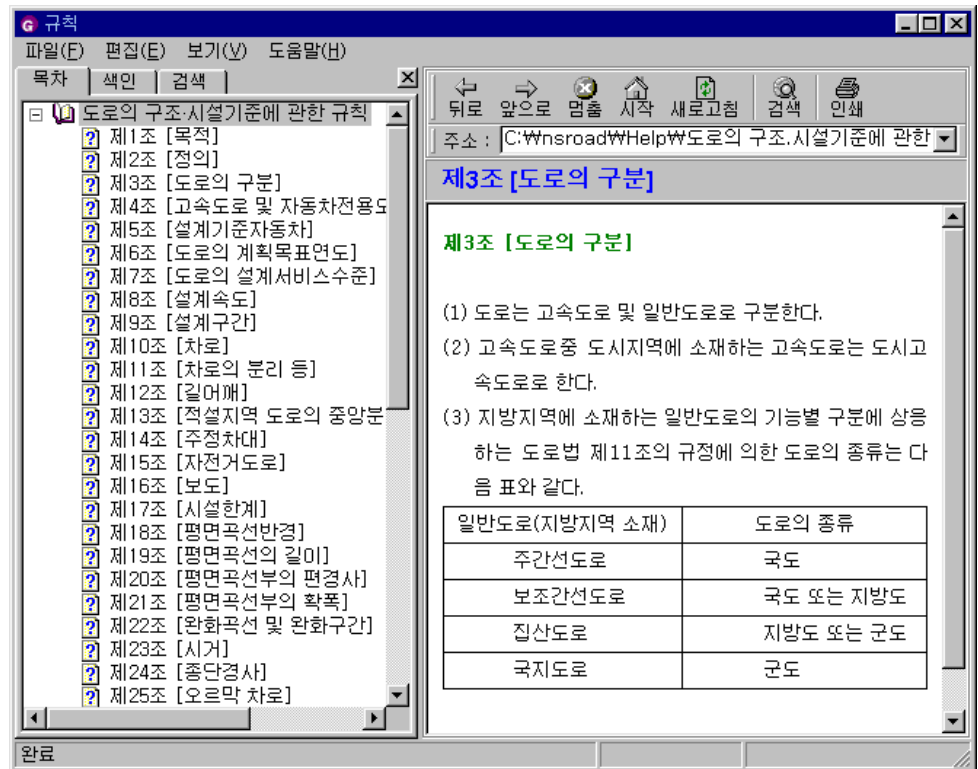 규칙
파일(F) 편집(E) 보기(V) 도움말(H)
목차 색인 검색
뒤로 앞으로 멈춤 시작 새로고침 검색 인쇄
주소 : C:₩nsroad₩Help₩도로의 구조.시설기준에 관한
도로의 구조·시설기준에 관한 규칙
제1조 [목적]
제2조 [정의]
제3조 [도로의 구분]
제4조 [고속도로 및 자동차전용도
제5조 [설계기준자동차]
제6조 [도로의 계획목표연도]
제7조 [도로의 설계서비스수준]
제8조 [설계속도]
제9조 [설계구간]
제10조 [차로]
제11조 [차로의 분리 등]
제12조 [길어깨]
제13조 [적설지역 도로의 중앙분
제14조 [주정차대]
제15조 [자전거도로]
제16조 [보도]
제17조 [시설한계]
제18조 [평면곡선반경]
제19조 [평면곡선의 길이]
제20조 [평면곡선부의 편경사]
제21조 [평면곡선부의 확폭]
제22조 [완화곡선 및 완화구간]
제23조 [시거]
제24조 [종단경사]
제25조 [오르막 차로]
제3조 [도로의 구분]
제3조 [도로의 구분]
(1) 도로는 고속도로 및 일반도로로 구분한다.
(2) 고속도로중 도시지역에 소재하는 고속도로는 도시고
속도로로 한다.
(3) 지방지역에 소재하는 일반도로의 기능별 구분에 상응
하는 도로법 제11조의 규정에 의한 도로의 종류는 다
음 표와 같다.
일반도로(지방지역 소재) 도로의 종류
주간선도로 국도
보조간선도로 국도 또는 지방도
집산도로 지방도 또는 군도
국지도로 군도
완료